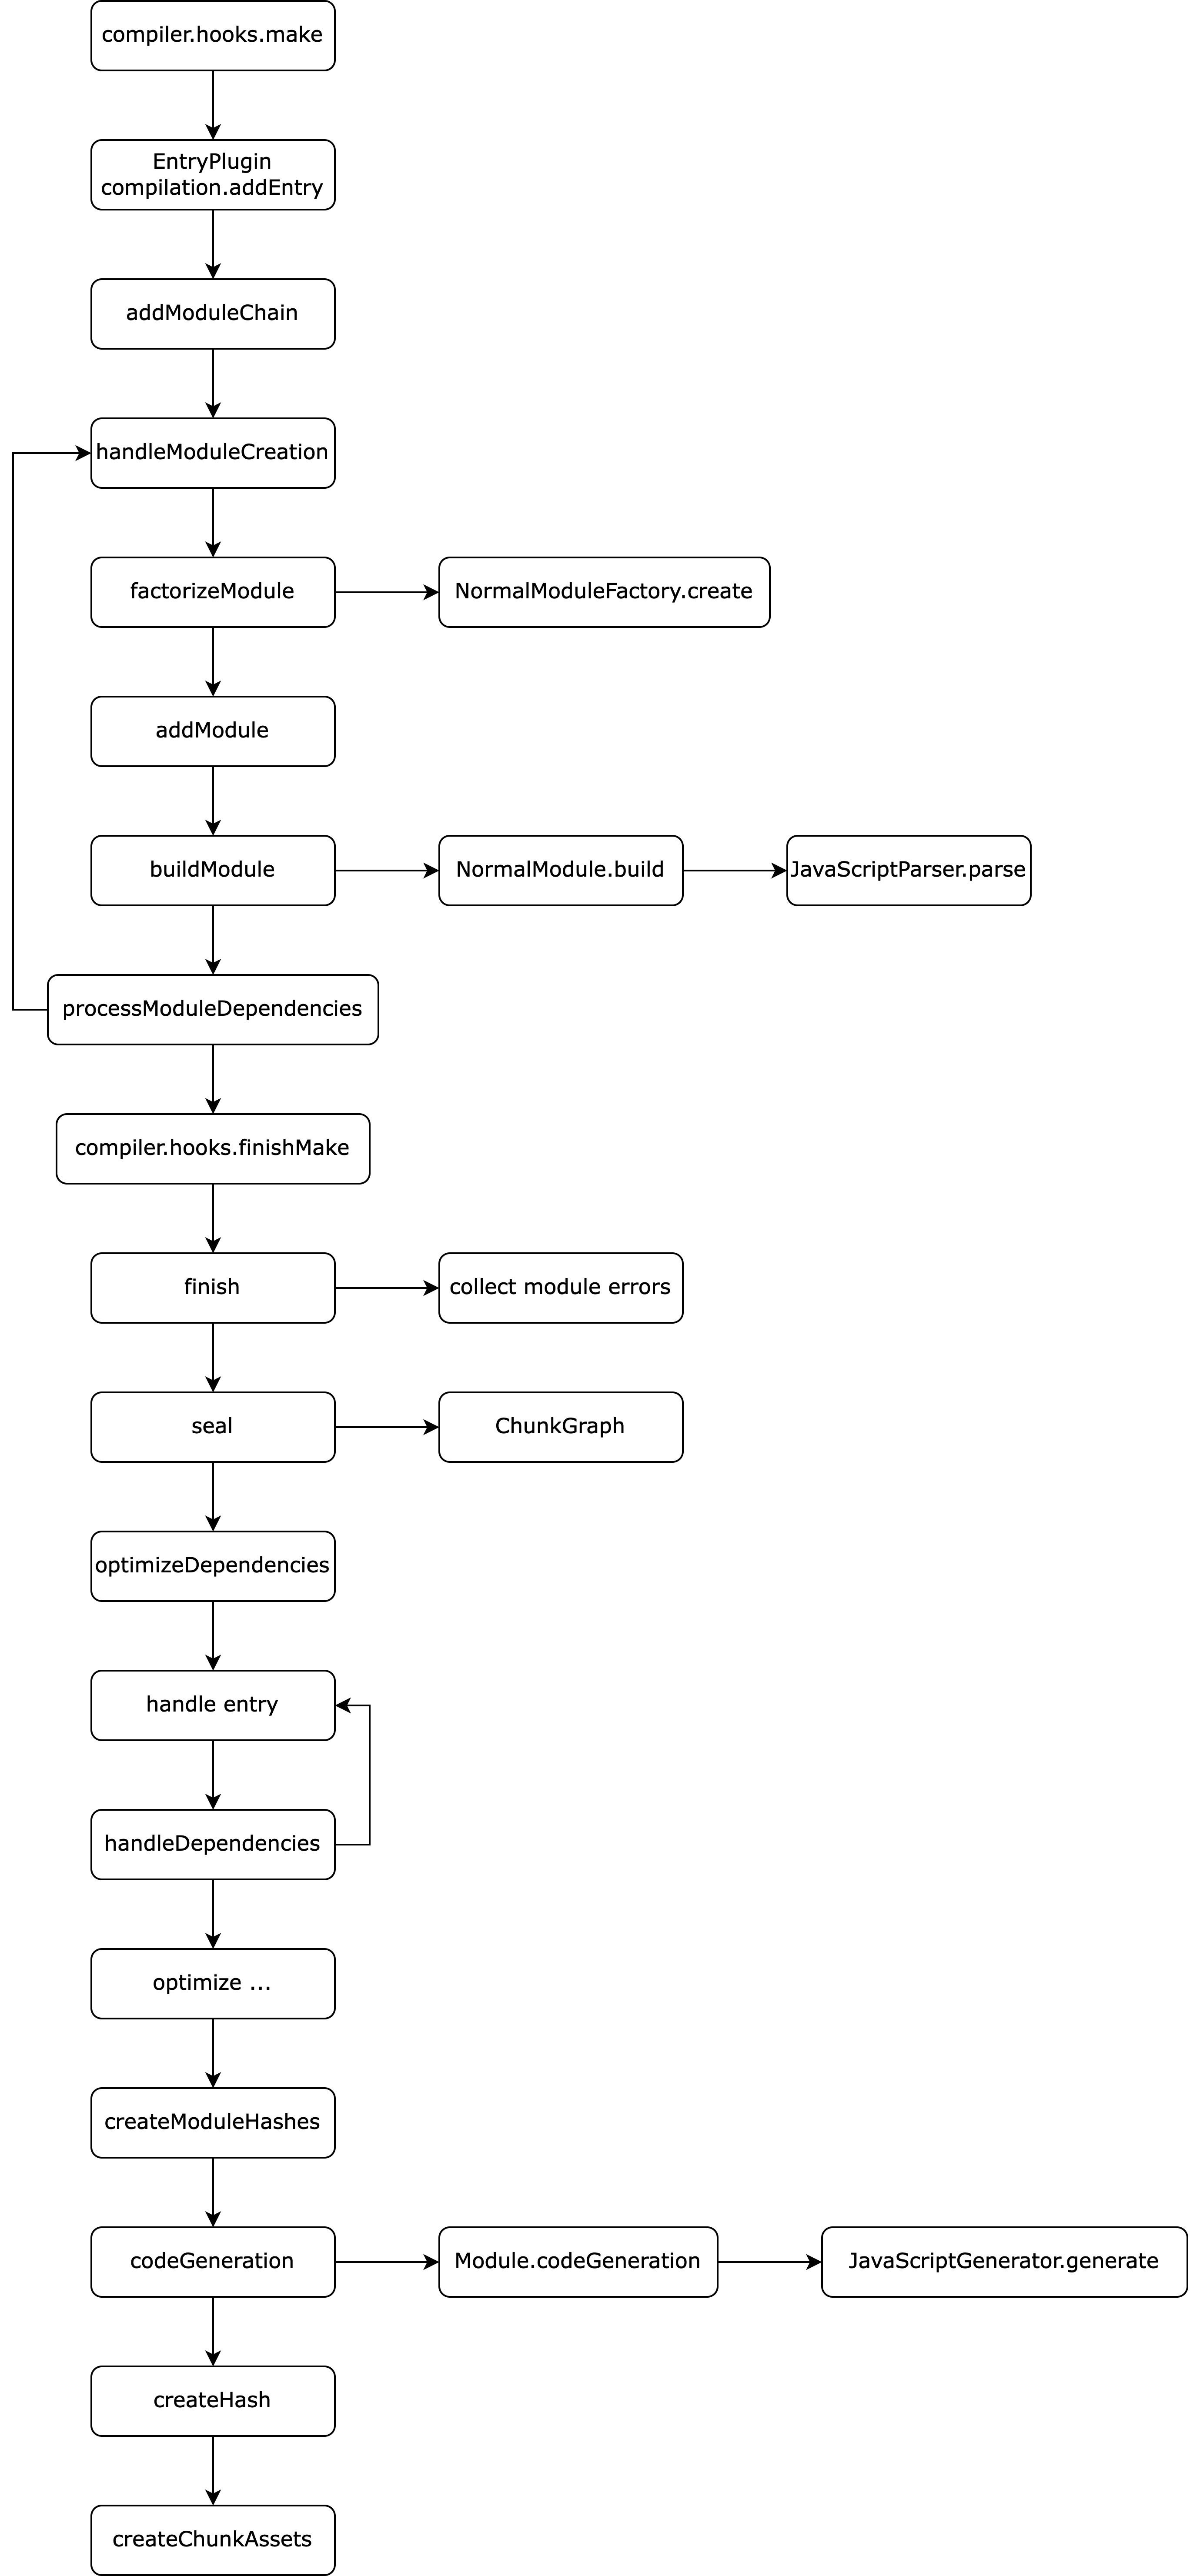 compiler.hooks.make
EntryPlugin
compilation.addEntry
addModuleChain
handleModuleCreation
factorizeModule
NormalModuleFactory.create
addModule
buildModule
NormalModule.build
JavaScriptParser.parse
processModuleDependencies
compiler.hooks.finishMake
finish
collect module errors
seal
ChunkGraph
optimizeDependencies
handle entry
handleDependencies
optimize ...
createModuleHashes
codeGeneration
Module.codeGeneration
JavaScriptGenerator.generate
createHash
createChunkAssets